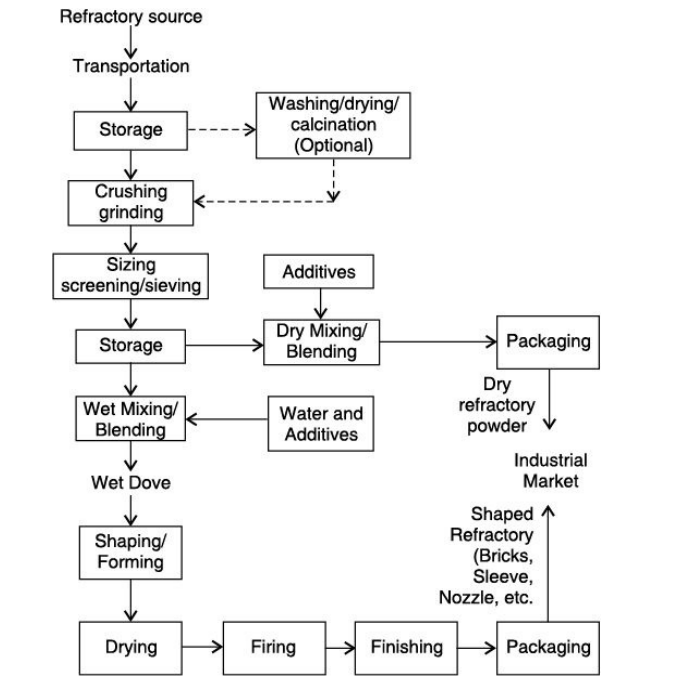 Refractory source
Transportation
Storage
Washing/drying/
calcination
(Optional)
Crushing
grinding
Sizing
screening/sieving
Additives
Storage
Dry Mixing/
Blending
Packaging
Dry
refractory
powder
Wet Mixing/
Blending
Water and
Additives
Industrial
Market
Wet Dove
Shaped
Refractory
(Bricks,
Sleeve,
Nozzle, etc.
Shaping/
Forming
Drying
Firing
Finishing
Packaging